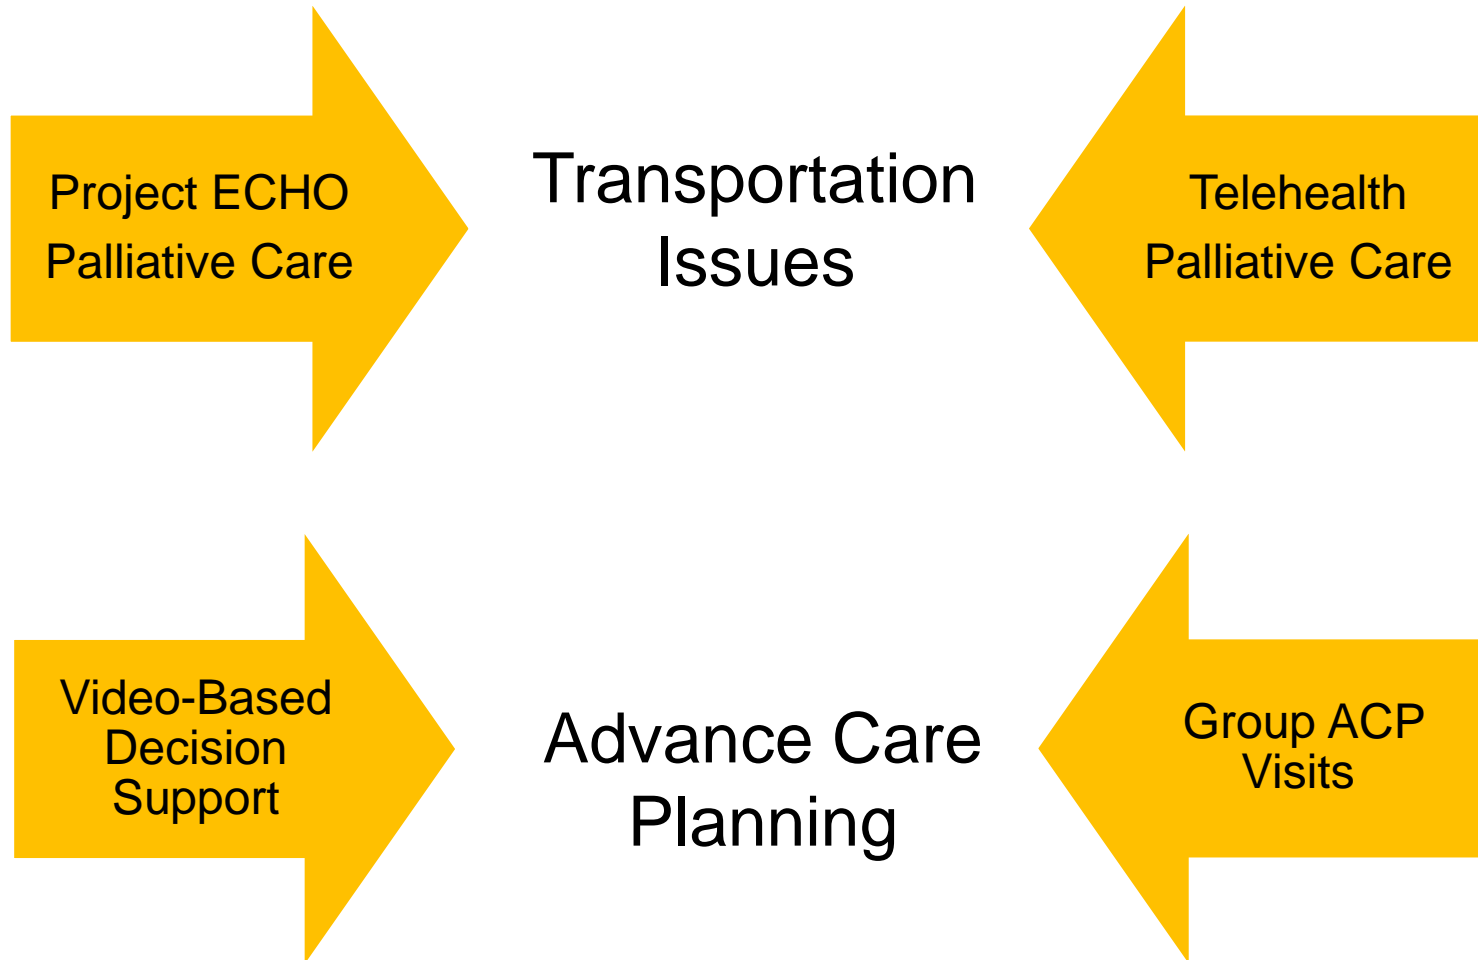 Project ECHO
Palliative Care
Transportation
Issues
Telehealth
Palliative Care
Video-Based
Decision
Support
Advance Care
Planning
Group ACP
Visits